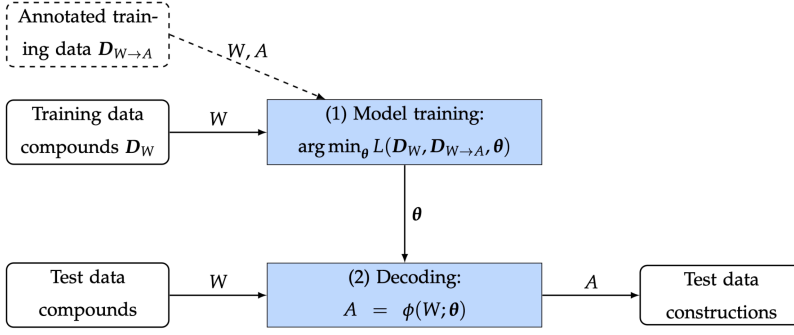 Annotated train-
ing data D_{W→A}
W, A
Training data
compounds D_W
W
(1) Model training:
arg min_θ L(D_W, D_{W→A}, θ)
θ
Test data
compounds
W
(2) Decoding:
A = ϕ(W; θ)
A
Test data
constructions